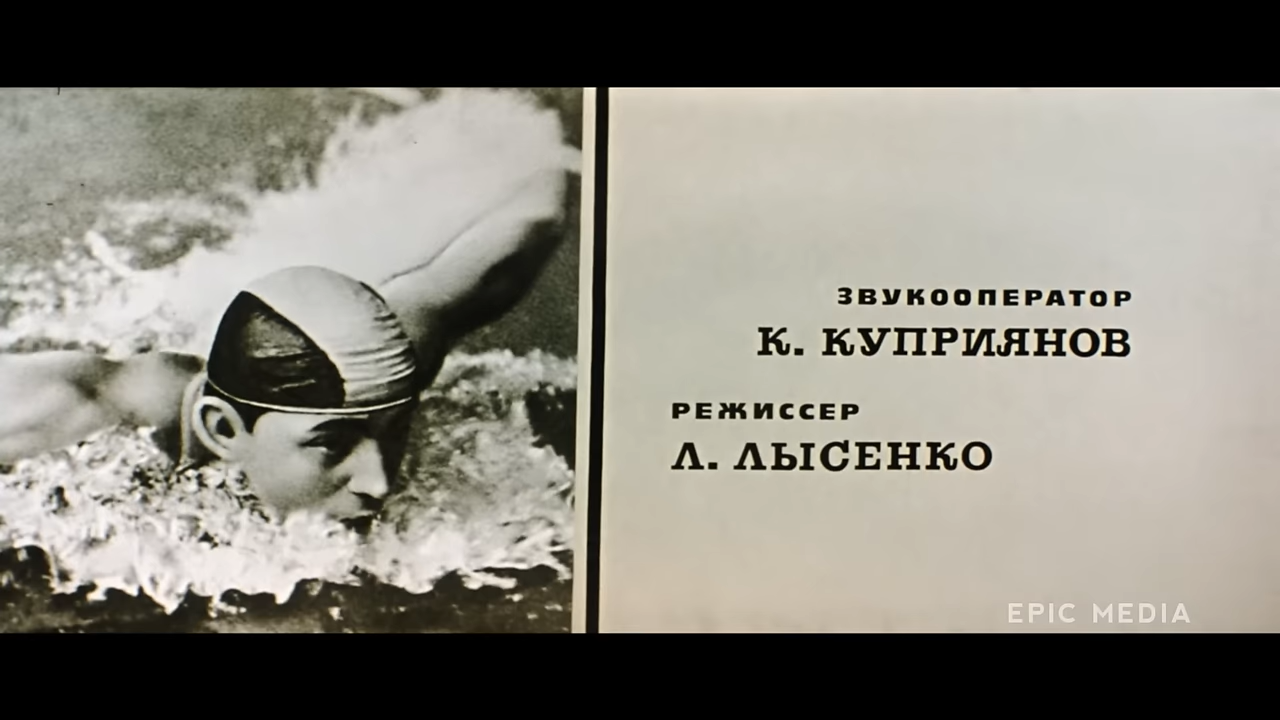 ЗВУКООПЕРАТОР
К. КУПРИЯНОВ
РЕЖИССЕР
Л. ЛЫСЕНКО
EPIC MEDIA